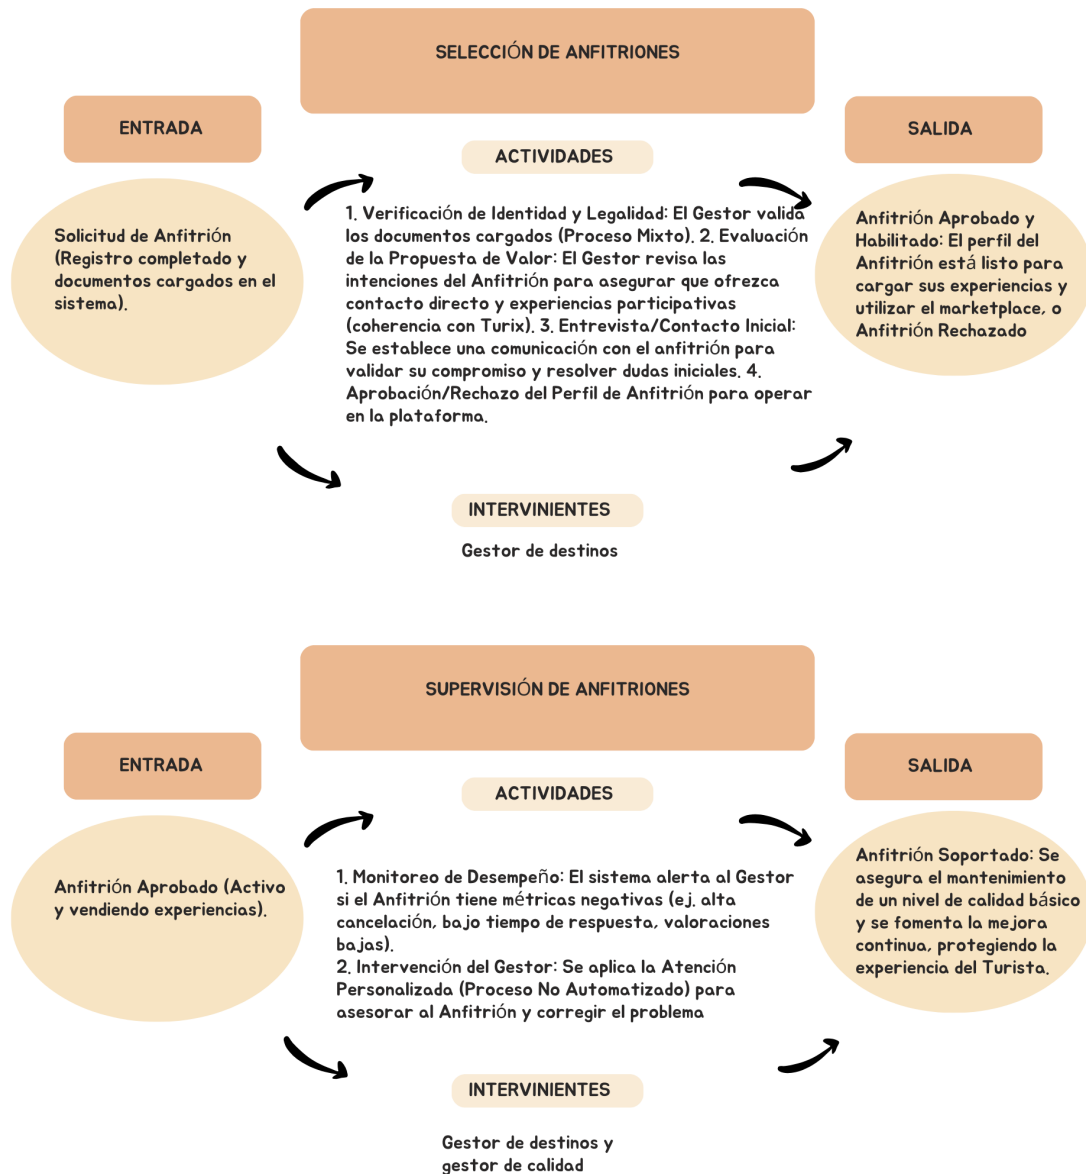 SELECCIÓN DE ANFITRIONES
ENTRADA
SALIDA
ACTIVIDADES
Solicitud de Anfitrión
(Registro completado y
documentos cargados en el
sistema).
1. Verificación de Identidad y Legalidad: El Gestor valida
los documentos cargados (Proceso Mixto). 2. Evaluación
de la Propuesta de Valor: El Gestor revisa las
intenciones del Anfitrión para asegurar que ofrezca
contacto directo y experiencias participativas
(coherencia con Turix). 3. Entrevista/Contacto Inicial:
Se establece una comunicación con el anfitrión para
validar su compromiso y resolver dudas iniciales. 4.
Aprobación/Rechazo del Perfil de Anfitrión para operar
en la plataforma.
Anfitrión Aprobado y
Habilitado: El perfil del
Anfitrión está listo para
cargar sus experiencias y
utilizar el marketplace, o
Anfitrión Rechazado
INTERVINIENTES
Gestor de destinos
SUPERVISIÓN DE ANFITRIONES
ENTRADA
SALIDA
ACTIVIDADES
Anfitrión Aprobado (Activo
y vendiendo experiencias).
1. Monitoreo de Desempeño: El sistema alerta al Gestor
si el Anfitrión tiene métricas negativas (ej. alta
cancelación, bajo tiempo de respuesta, valoraciones
bajas).
2. Intervención del Gestor: Se aplica la Atención
Personalizada (Proceso No Automatizado) para
asesorar al Anfitrión y corregir el problema
Anfitrión Soportado: Se
asegura el mantenimiento
de un nivel de calidad básico
y se fomenta la mejora
continua, protegiendo la
experiencia del Turista.
INTERVINIENTES
Gestor de destinos y
gestor de calidad